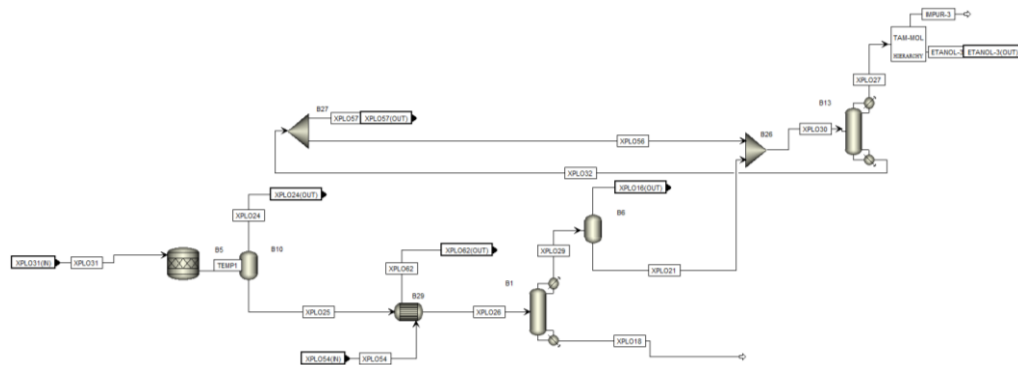 IMPUR-3
TAM-MOL
HIERARCHY
ETANOL-3
ETANOL-3(OUT)
XPLO27
B13
B27
XPLO57
XPLO57(OUT)
XPLO56
B26
XPLO30
XPLO32
XPLO24(OUT)
XPLO16(OUT)
XPLO24
B6
B5
B10
XPLO62(OUT)
XPLO29
XPLO31(IN)
XPLO31
TEMP1
XPLO62
XPLO21
B1
B29
XPLO25
XPLO26
XPLO18
XPLO54(IN)
XPLO54